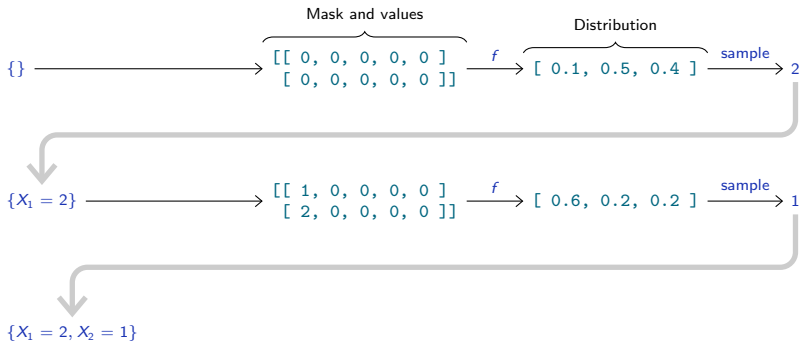 Mask and values
Distribution
{} [[ 0, 0, 0, 0, 0 ] f [ 0.1, 0.5, 0.4 ] sample 2
[ 0, 0, 0, 0, 0 ]]
{X₁ = 2} [[ 1, 0, 0, 0, 0 ] f [ 0.6, 0.2, 0.2 ] sample 1
[ 2, 0, 0, 0, 0 ]]
{X₁ = 2, X₂ = 1}